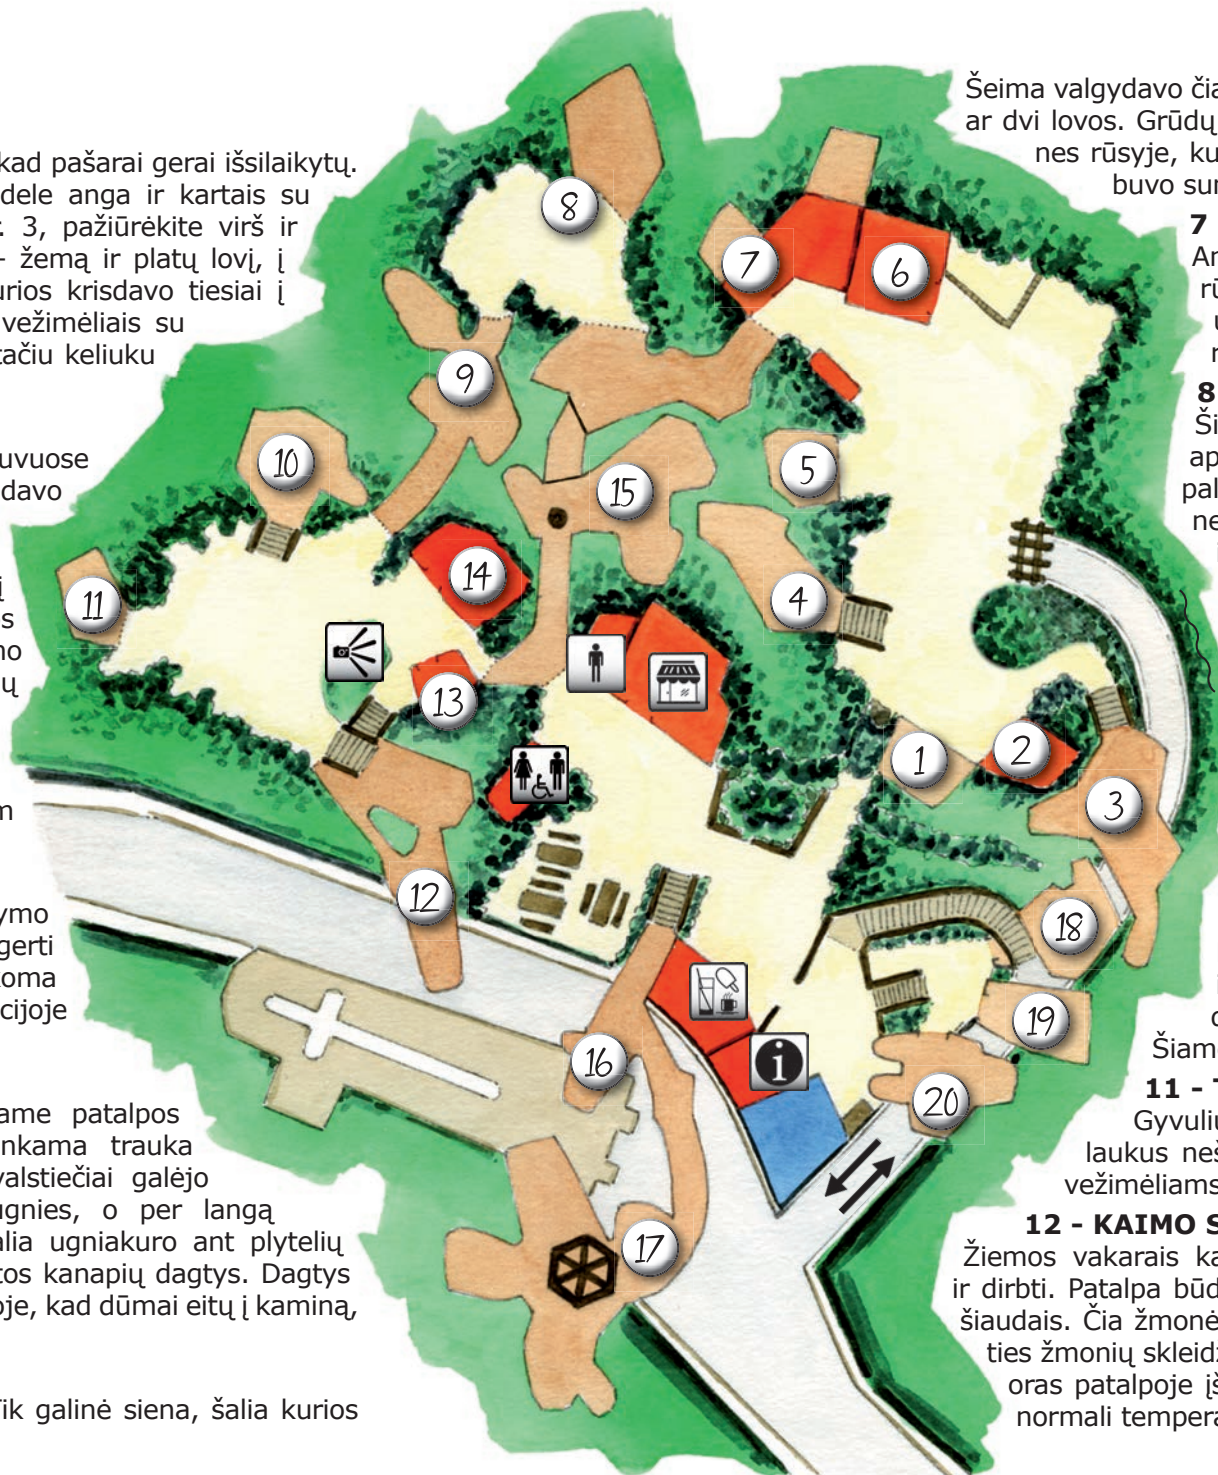 kad pašarai gerai išsilaikytų.
dele anga ir kartais su
. 3, pažiūrėkite virš ir
- žemą ir platų lovį, į
urios krisdavo tiesiai į
vežimėliais su
tačiu keliuku
uvuose
davo
į
s
no
ų
m
ymo
gerti
koma
cijoje
ame patalpos
nkama trauka
valstiečiai galėjo
ugnies, o per langą
alia ugniakuro ant plytelių
tos kanapių dagtys. Dagtys
oje, kad dūmai eitų į kaminą,
ik galinė siena, šalia kurios
8
7
6
9
10
15
5
14
11
4
13
1
2
3
12
18
19
16
20
17
i
Šeima valgydavo čia
ar dvi lovos. Grūdų
nes rūsyje, ku
buvo sur
7
Ar
rū
u
r
8
Ši
ap
pal
ne
Šiam
11 - T
Gyvulių
laukus neš
vežimėliams
12 - KAIMO S
Žiemos vakarais ka
ir dirbti. Patalpa būd
šiaudais. Čia žmonė
ties žmonių skleidž
oras patalpoje įš
normali tempera